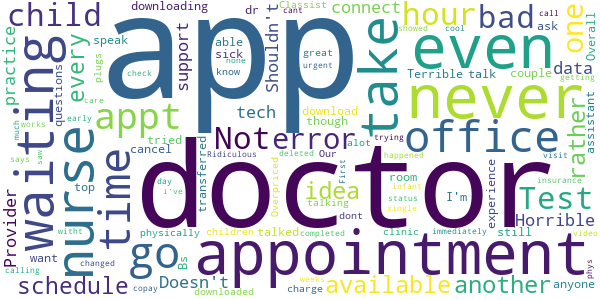 downloading
dr
connect
cant
Classist
showed
cool
call
ask
bad
one
Overall
child
speak
app
hour
practice
every
support
able
sick
know
none
great
urgent
Shouldn't
take
even
Terrible
talk
couple
data
getting
questions
plugs
check
care
appt
tech
download
though
never
rather
assistant
waiting
nurse
time
early
much
works
says
saw
tried
Not
error
alot
trying
office
cancel
transferred
Ridiculous
deleted
Our
First
happened
visit
insurance
top
day
i've
doctor
idea
room
infant
status
I'm
experience
Test
want
witht
physically
Overpriced
talking
dont
single
Horrible
Provider
go
children
talked
completed
clinic
immediately
still
video
calling
changed
Bs
appointment
anyone
phys
schedule
copay
Doesn't
downloaded
weeks
charge
available
another